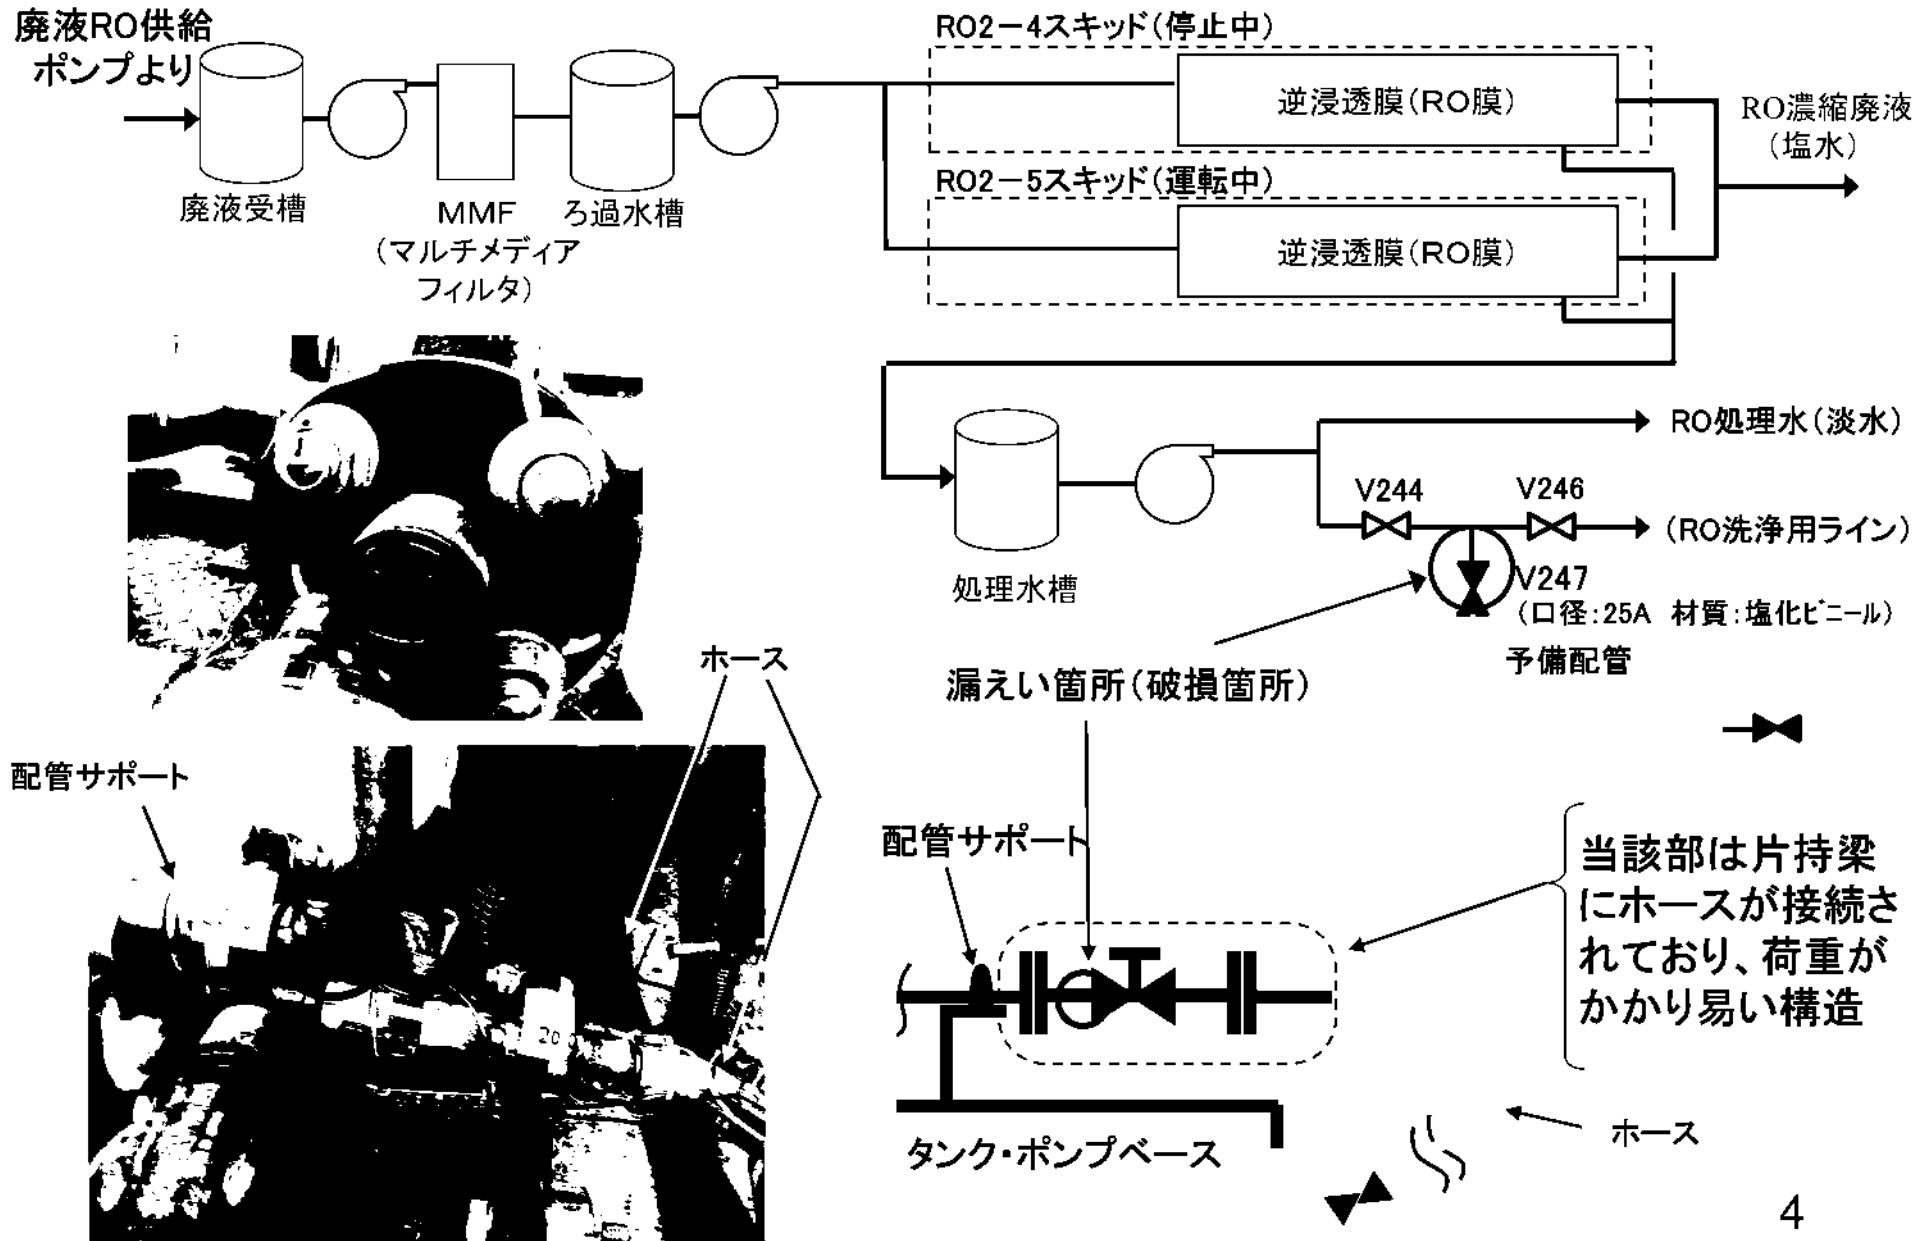 廃液RO供給
ポンプより
廃液受槽
MMF
(マルチメディア
フィルタ)
ろ過水槽
RO2-4スキッド(停止中)
逆浸透膜(RO膜)
RO2-5スキッド(運転中)
逆浸透膜(RO膜)
RO濃縮廃液
(塩水)
処理水槽
RO処理水(淡水)
V244
V246
(RO洗浄用ライン)
V247
(口径:25A 材質:塩化ビニール)
予備配管
漏えい箇所(破損箇所)
ホース
配管サポート
20
配管サポート
当該部は片持梁
にホースが接続さ
れており、荷重が
かかり易い構造
タンク・ポンプベース
ホース
4